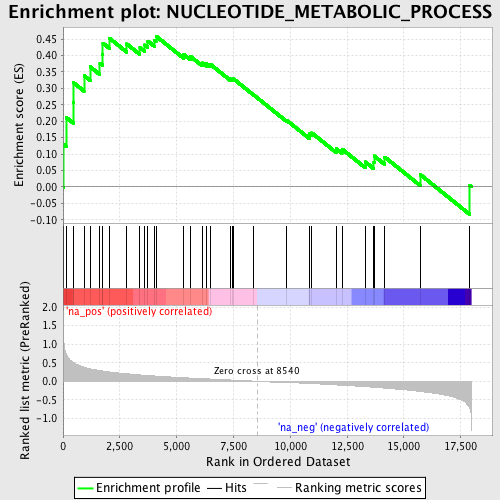 Enrichment plot: NUCLEOTIDE_METABOLIC_PROCESS
Enrichment score (ES)
0.45
0.40
0.35
0.30
0.25
0.20
0.15
0.10
0.05
0.00
-0.05
-0.10
'na_pos' (positively correlated)
Ranked list metric (PreRanked)
2.0
1.5
1.0
0.5
0.0
-0.5
-1.0
Zero cross at 8540
'na_neg' (negatively correlated)
0
2,500
5,000
7,500
10,000
12,500
15,000
17,500
Rank in Ordered Dataset
Enrichment profile
Hits
Ranking metric scores